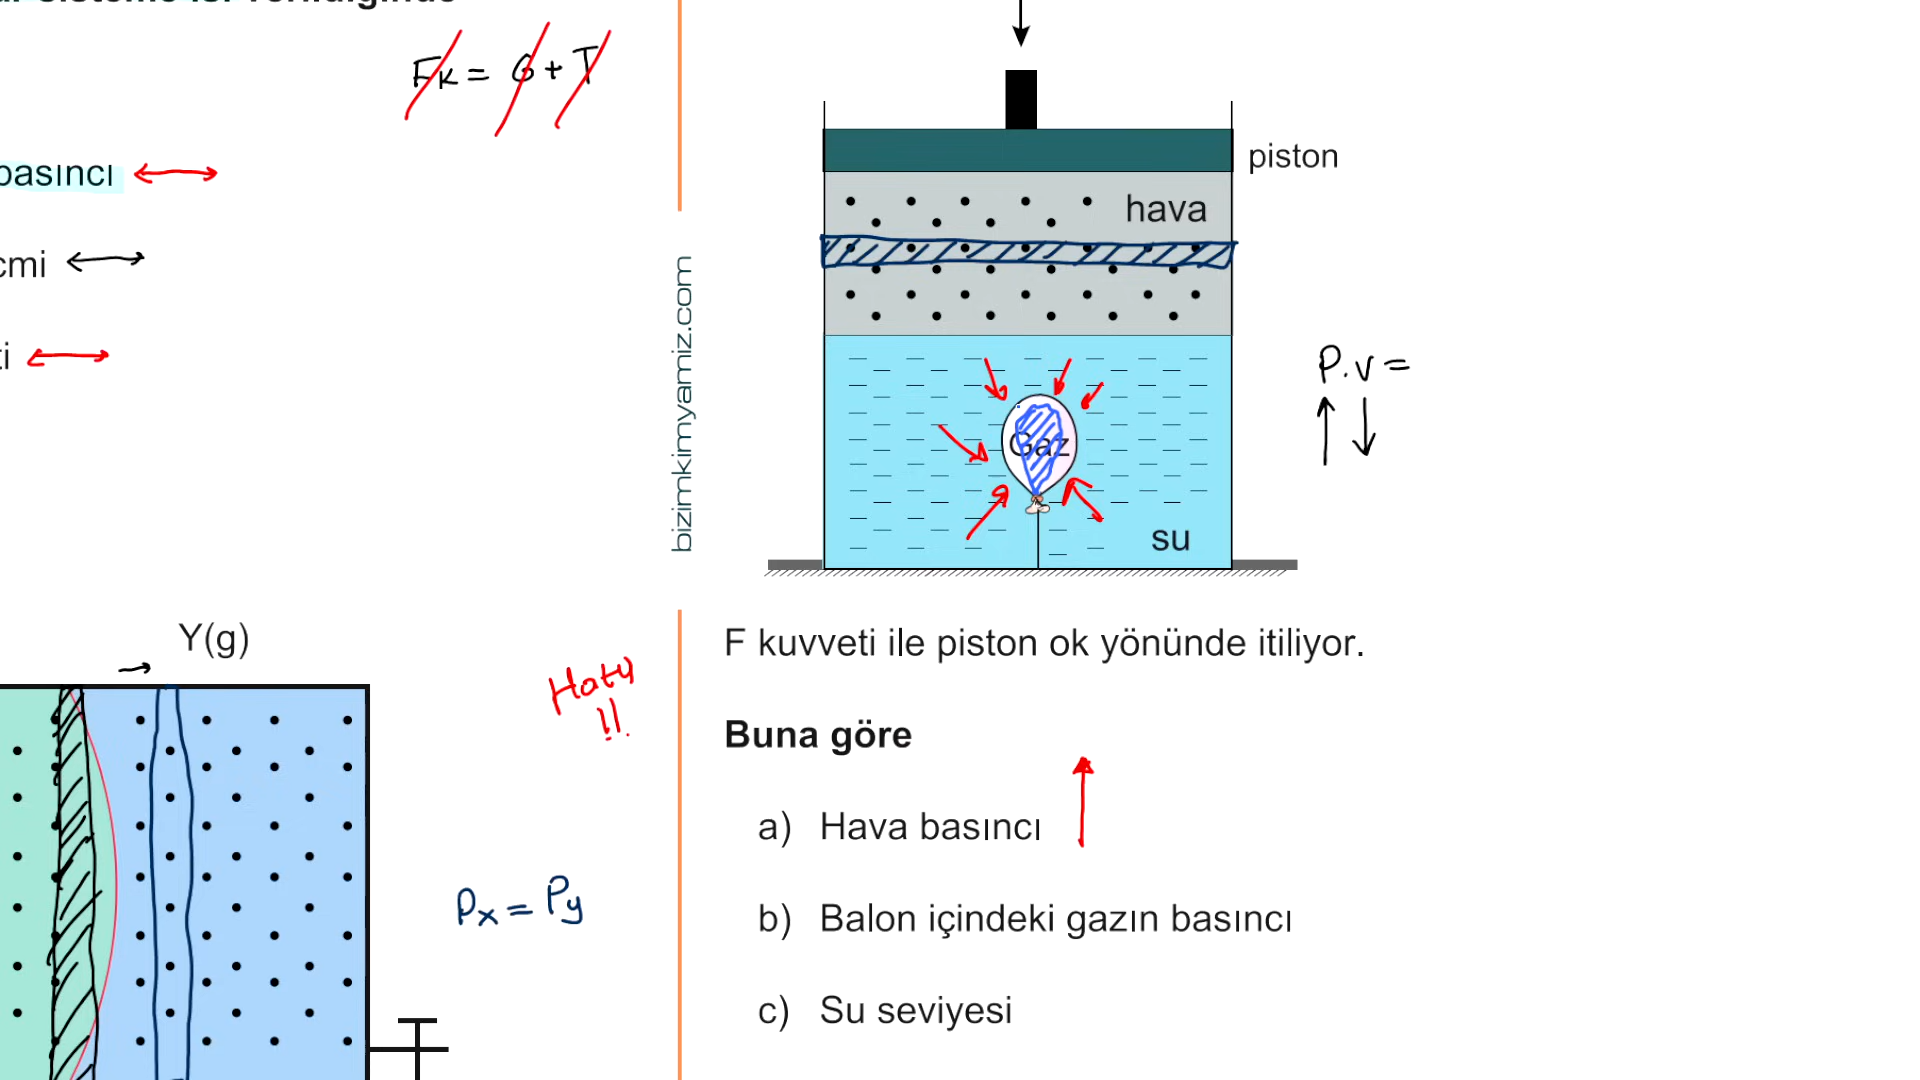 FK = G + T
basıncı
cmi
i
Y(g)
Hoty
!!
Px = Py
bizimkimyamiz.com
piston
hava
Gaz
su
P.V =
F kuvveti ile piston ok yönünde itiliyor.
Buna göre
a) Hava basıncı
b) Balon içindeki gazın basıncı
c) Su seviyesi